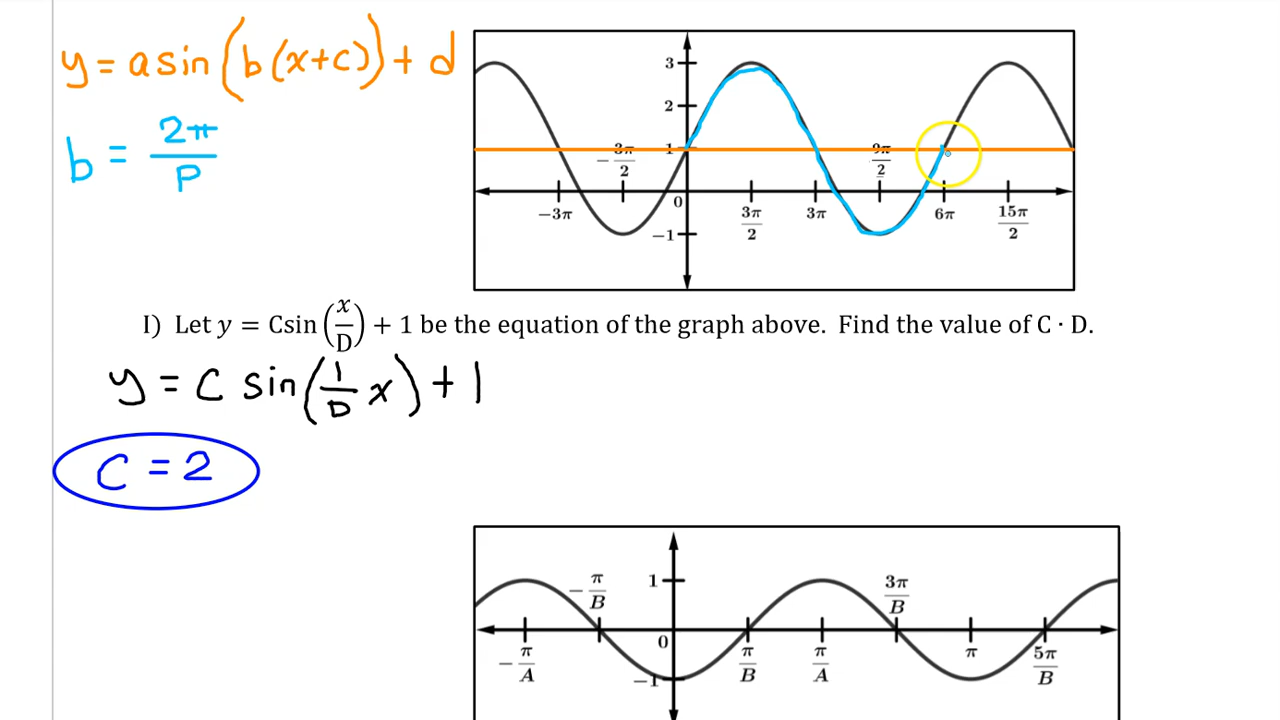 y = a sin (b(x+c)) + d
b = 2π/P
3
2
1
−1
0
−3π
−3π/2
3π/2
3π
9π/2
6π
15π/2
I) Let y = Csin (x/D) + 1 be the equation of the graph above. Find the value of C · D.
y = C sin (1/D x) + 1
C = 2
1
0
−1
−π/A
−π/B
π/B
π/A
3π/B
π
5π/B